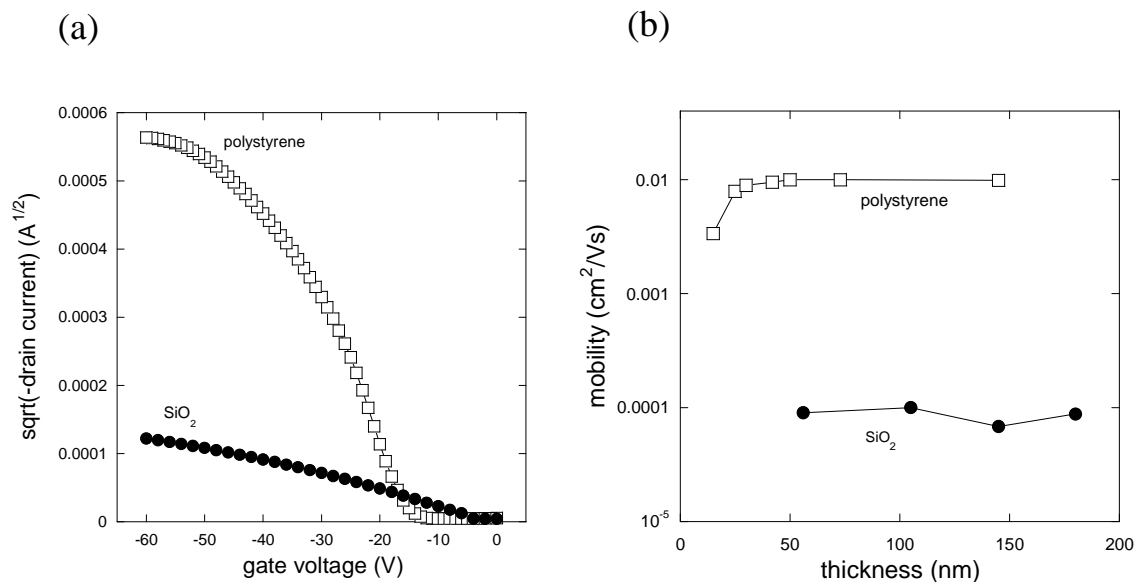 (a)
0.0006
0.0005
0.0004
0.0003
0.0002
0.0001
0
sqrt(-drain current) (A^1/2)
polystyrene
SiO2
-60 -50 -40 -30 -20 -10 0
gate voltage (V)
(b)
0.01
0.001
0.0001
10^-5
mobility (cm^2/Vs)
polystyrene
SiO2
0 50 100 150 200
thickness (nm)